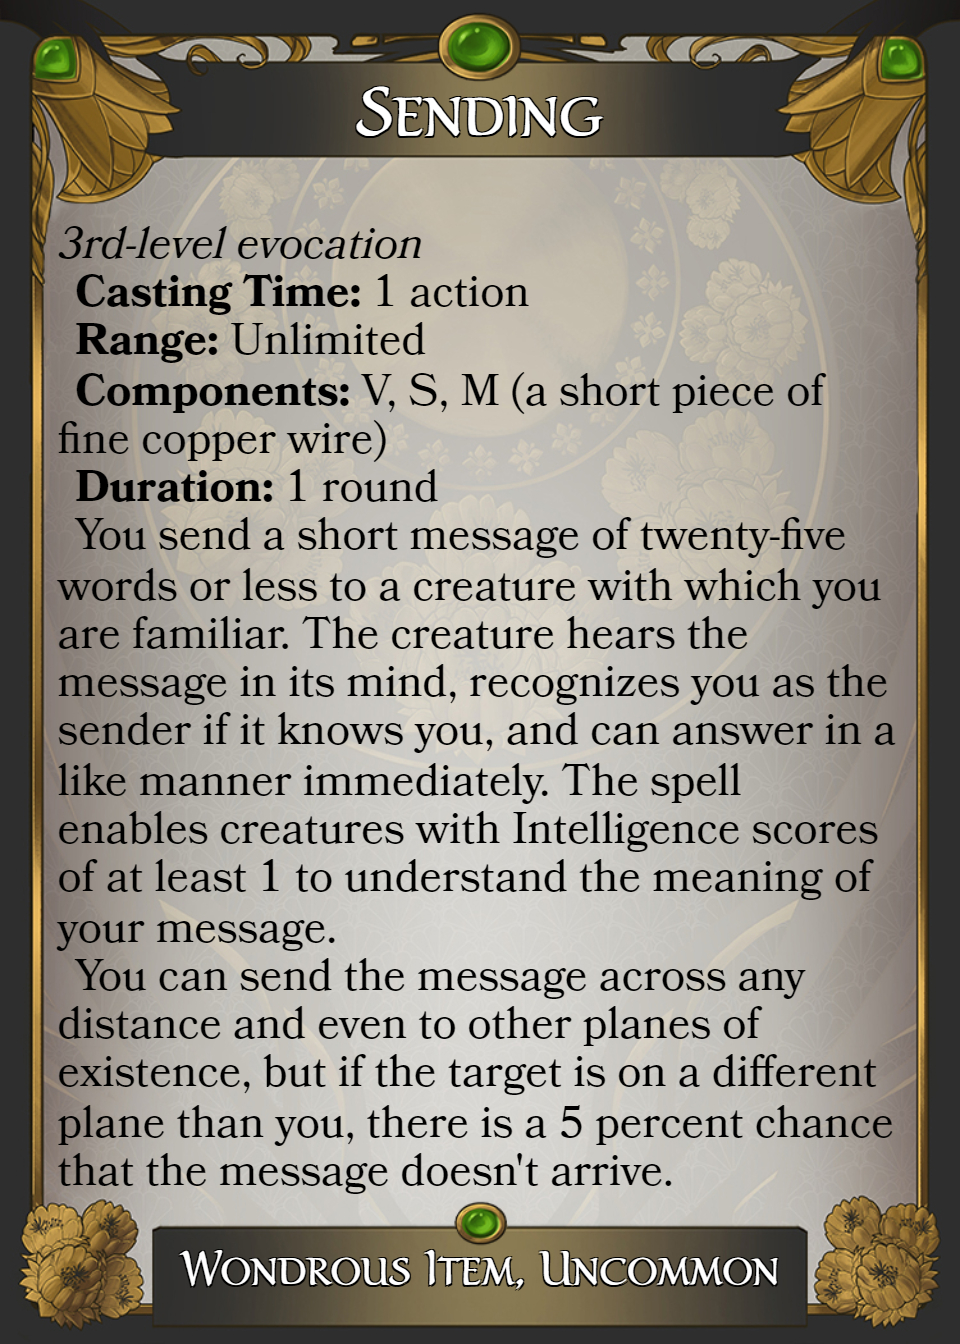 Sending
3rd-level evocation
Casting Time: 1 action
Range: Unlimited
Components: V, S, M (a short piece of
fine copper wire)
Duration: 1 round
You send a short message of twenty-five
words or less to a creature with which you
are familiar. The creature hears the
message in its mind, recognizes you as the
sender if it knows you, and can answer in a
like manner immediately. The spell
enables creatures with Intelligence scores
of at least 1 to understand the meaning of
your message.
You can send the message across any
distance and even to other planes of
existence, but if the target is on a different
plane than you, there is a 5 percent chance
that the message doesn't arrive.
Wondrous Item, Uncommon